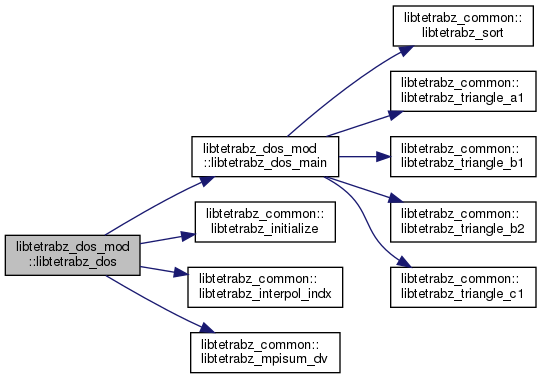 libtetrabz_common::
libtetrabz_sort
libtetrabz_common::
libtetrabz_triangle_a1
libtetrabz_dos_mod
::libtetrabz_dos_main
libtetrabz_common::
libtetrabz_triangle_b1
libtetrabz_common::
libtetrabz_initialize
libtetrabz_common::
libtetrabz_triangle_b2
libtetrabz_dos_mod
::libtetrabz_dos
libtetrabz_common::
libtetrabz_interpol_indx
libtetrabz_common::
libtetrabz_triangle_c1
libtetrabz_common::
libtetrabz_mpisum_dv